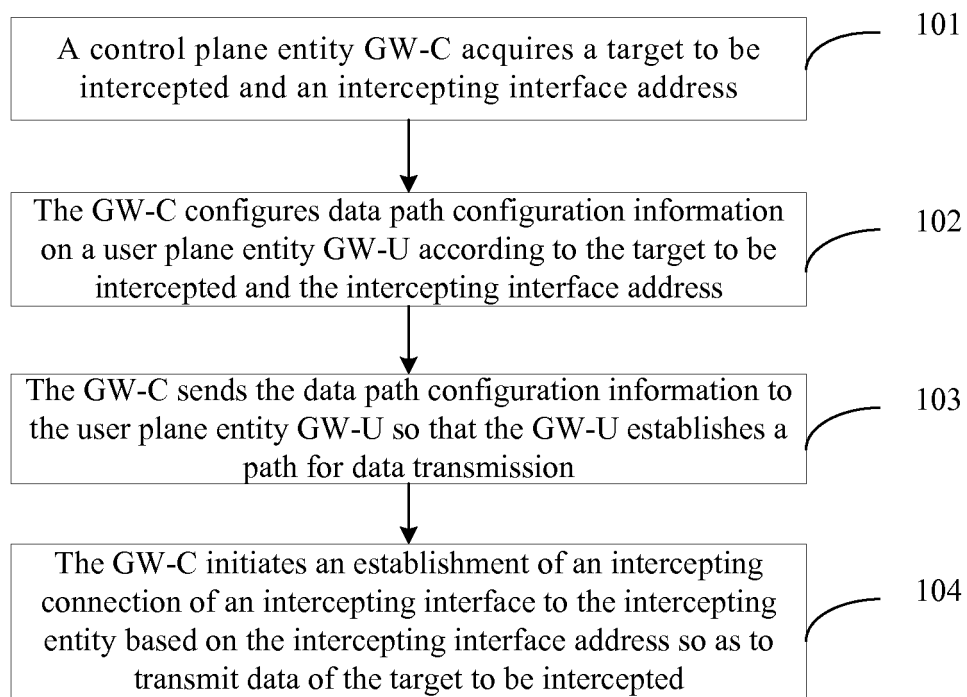 A control plane entity GW-C acquires a target to be
intercepted and an intercepting interface address
101
The GW-C configures data path configuration information
on a user plane entity GW-U according to the target to be
intercepted and the intercepting interface address
102
The GW-C sends the data path configuration information to
the user plane entity GW-U so that the GW-U establishes a
path for data transmission
103
The GW-C initiates an establishment of an intercepting
connection of an intercepting interface to the intercepting
entity based on the intercepting interface address so as to
transmit data of the target to be intercepted
104